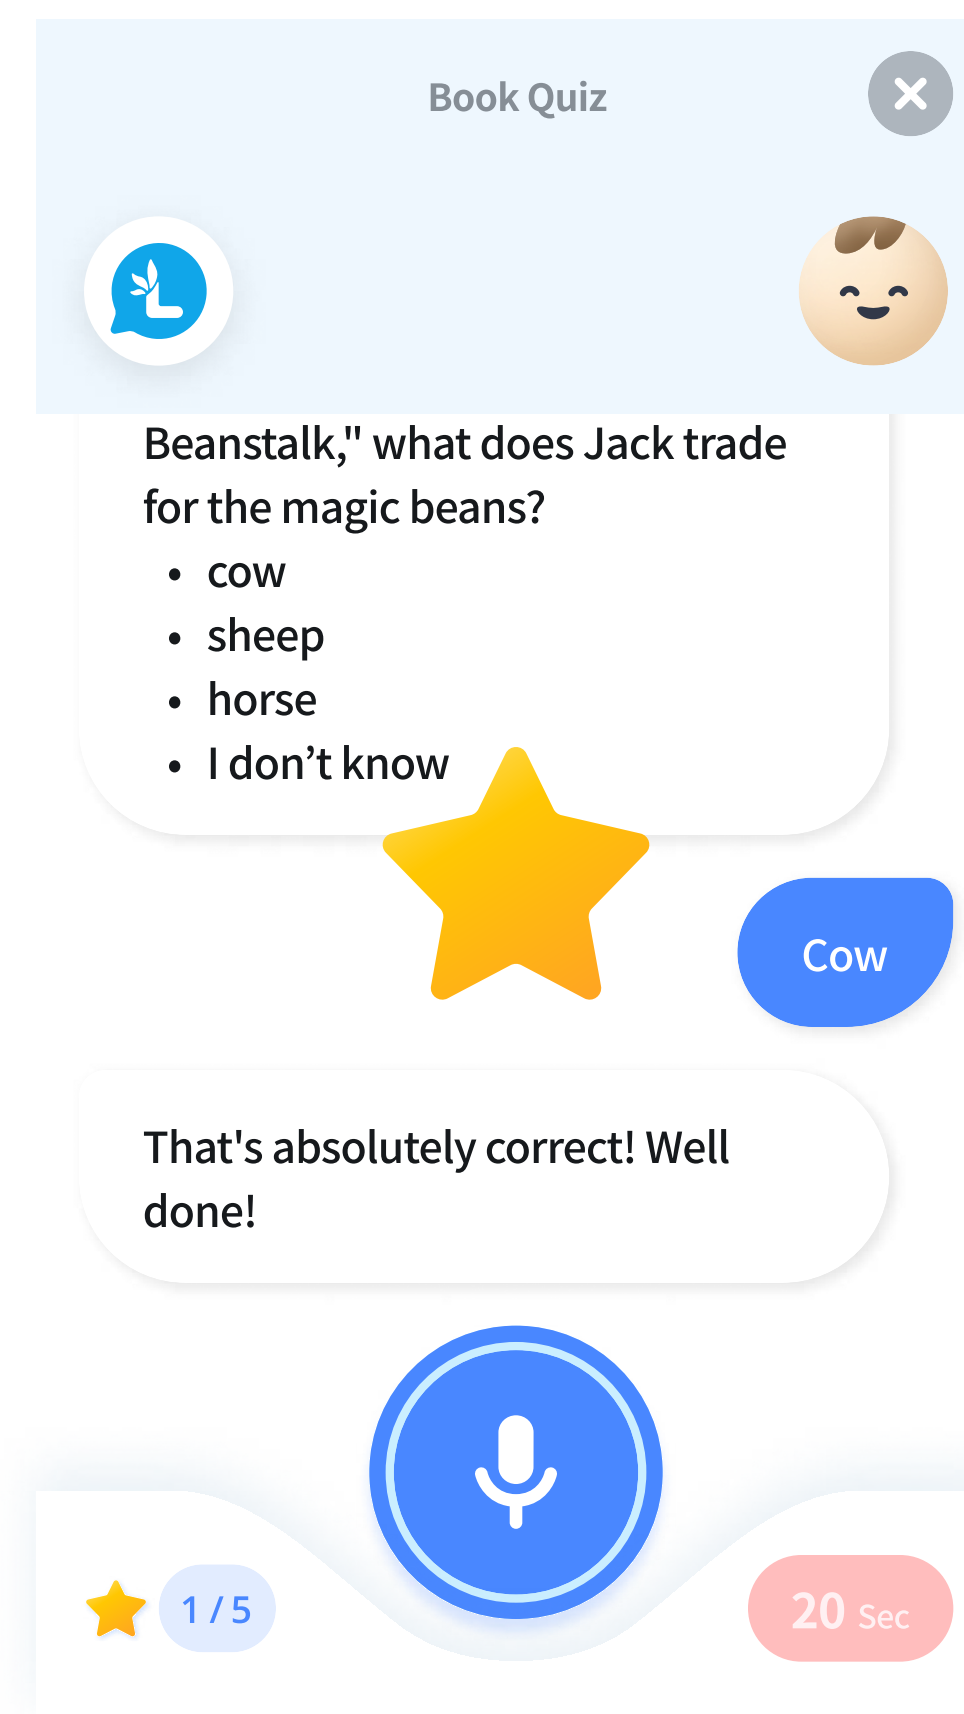 Book Quiz
Beanstalk," what does Jack trade
for the magic beans?
• cow
• sheep
• horse
• I don’t know
Cow
That's absolutely correct! Well
done!
1 / 5
20 Sec